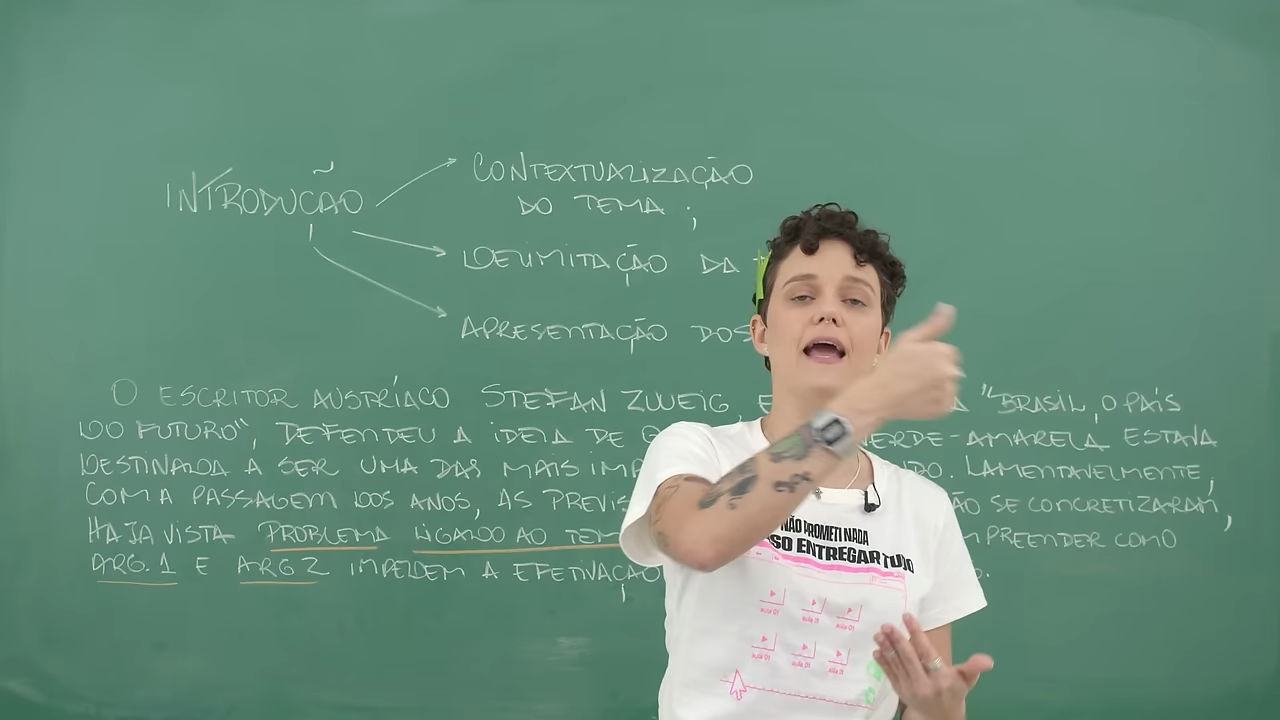 INTRODUÇÃO
CONTEXTUALIZAÇÃO
DO TEMA ;
DELIMITAÇÃO DA
APRESENTAÇÃO DOS
O ESCRITOR AUSTRÍACO STEFAN ZWEIG, "BRASIL, O PAÍS
DO FUTURO", DEFENDEU A IDEIA DE VERDE-AMARELA ESTAVA
DESTINADA A SER UMA DAS MAIS LAMENTAVELMENTE,
COM A PASSAGEM DOS ANOS, AS SE CONCRETIZARAM,
HAJA VISTA PROBLEMA LIGADO AO COMO
ARG. 1 E ARG 2 IMPEDEM A EFETIVAÇÃO
NÃO PROMETI NADA
ENTREGAR TUDO
aula 01